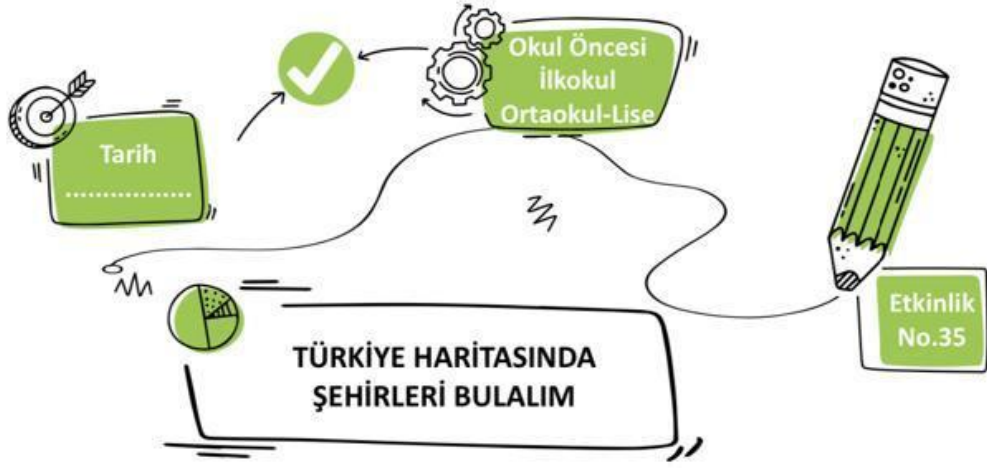 Okul Öncesi
İlkokul
Ortaokul-Lise
Tarih
.....................
Etkinlik
No.35
TÜRKİYE HARİTASINDA
ŞEHİRLERİ BULALIM